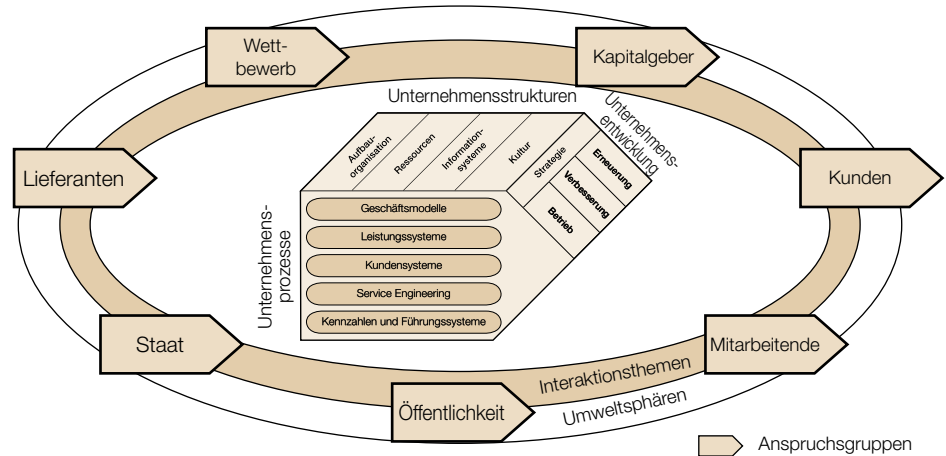 Wett-
bewerb
Kapitalgeber
Unternehmensstrukturen
Unternehmens-
entwicklung
Aufbau-
organisation
Ressourcen
Information-
systeme
Kultur
Strategie
Erneuerung
Verbesserung
Betrieb
Lieferanten
Kunden
Unternehmens-
prozesse
Geschäftsmodelle
Leistungssysteme
Kundensysteme
Service Engineering
Kennzahlen und Führungssysteme
Staat
Mitarbeitende
Interaktionsthemen
Öffentlichkeit
Umweltsphären
Anspruchsgruppen